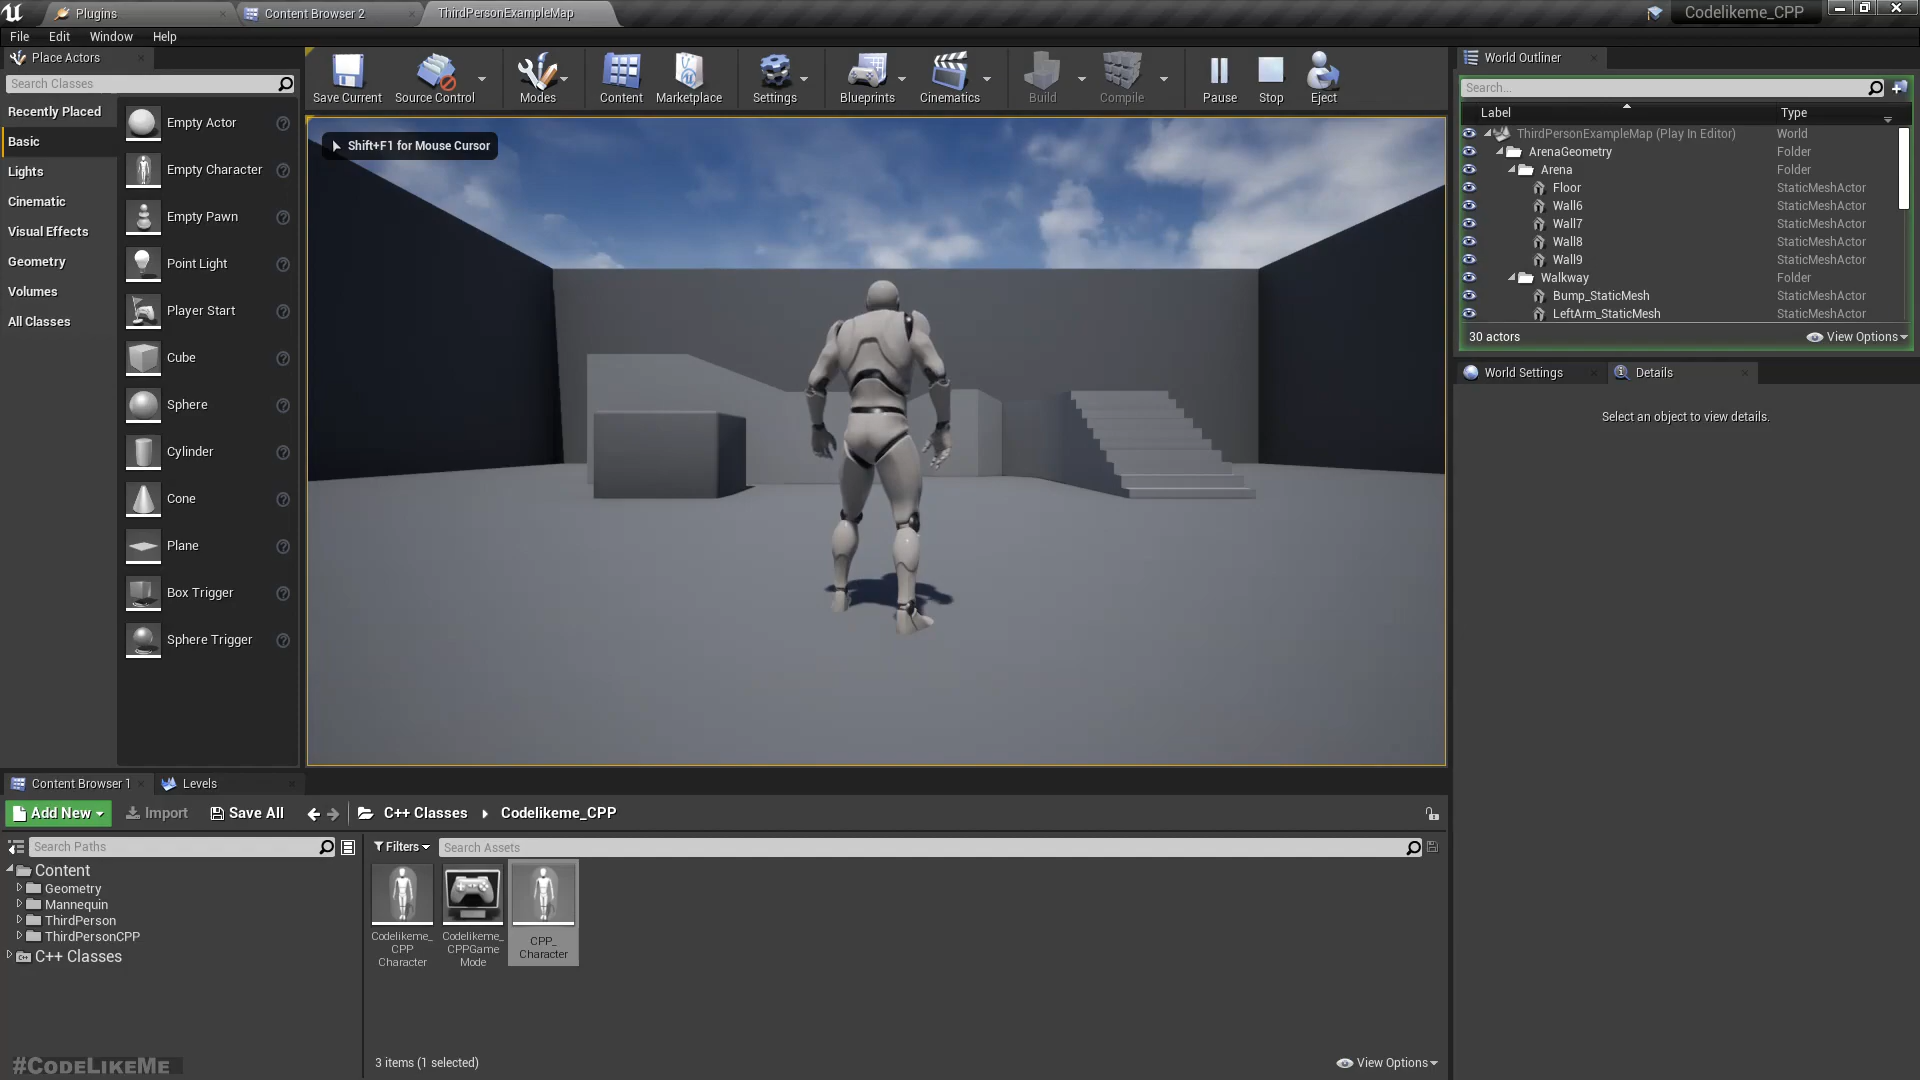 Plugins
Content Browser 2
ThirdPersonExampleMap
Codelikeme_CPP
File
Edit
Window
Help
Place Actors
Search Classes
Recently Placed
Basic
Lights
Cinematic
Visual Effects
Geometry
Volumes
All Classes
Empty Actor
Empty Character
Empty Pawn
Point Light
Player Start
Cube
Sphere
Cylinder
Cone
Plane
Box Trigger
Sphere Trigger
Save Current
Source Control
Modes
Content
Marketplace
Settings
Blueprints
Cinematics
Build
Compile
Pause
Stop
Eject
Shift+F1 for Mouse Cursor
World Outliner
Search...
Label
Type
ThirdPersonExampleMap (Play In Editor) World
ArenaGeometry Folder
Arena Folder
Floor StaticMeshActor
Wall6 StaticMeshActor
Wall7 StaticMeshActor
Wall8 StaticMeshActor
Wall9 StaticMeshActor
Walkway Folder
Bump_StaticMesh StaticMeshActor
LeftArm_StaticMesh StaticMeshActor
30 actors
View Options
World Settings
Details
Select an object to view details.
Content Browser 1
Levels
Add New
Import
Save All
C++ Classes
Codelikeme_CPP
Search Paths
Content
Geometry
Mannequin
ThirdPerson
ThirdPersonCPP
C++ Classes
Filters
Search Assets
Codelikeme_
CPP
Character
Codelikeme_
CPPGame
Mode
CPP_
Character
3 items (1 selected)
View Options
#CodeLikeMe